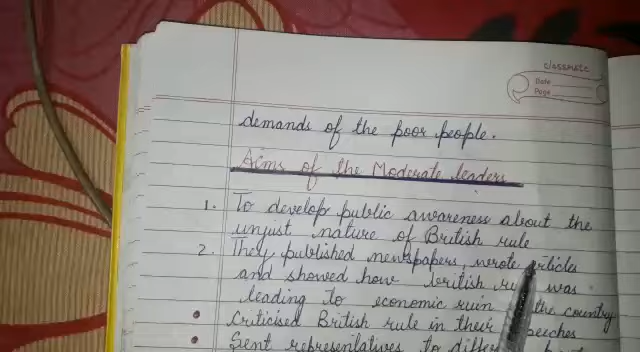 classmate
Date
Page
demands of the poor people.
Aims of the Moderate leaders
1. To develop public awareness about the
unjust nature of British rule
2. They published newspapers, wrote articles
and showed how british was
leading to economic ruin the country
• Criticised British rule in their speeches
• Sent representatives to